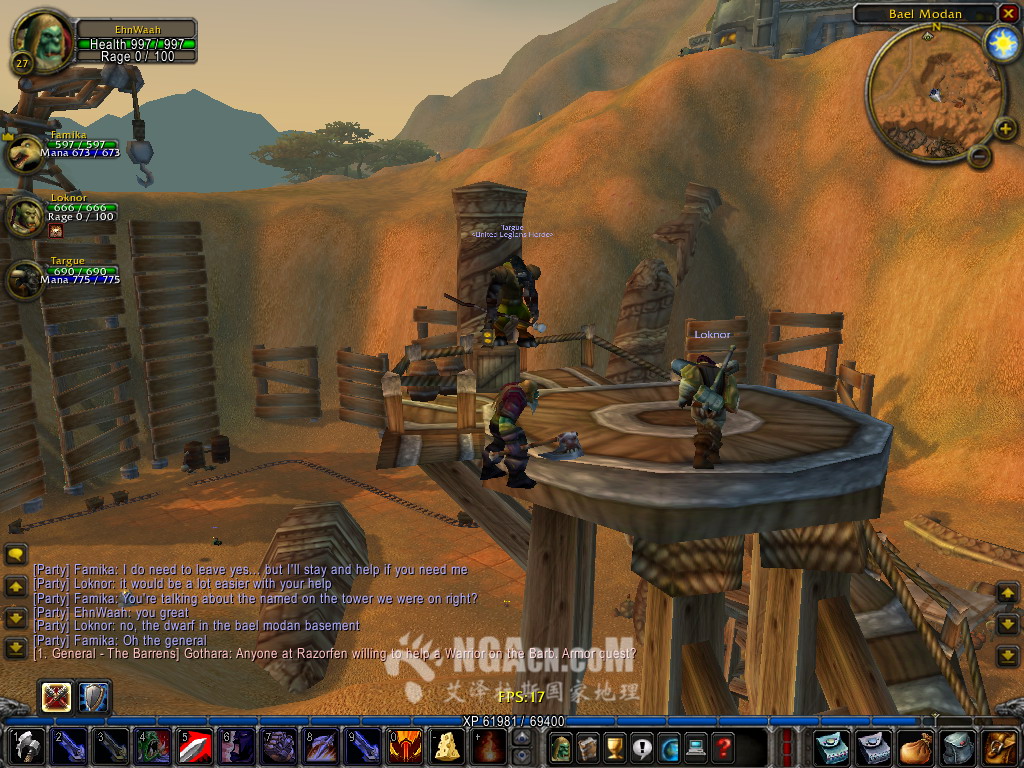 EhnWaah
Health 997 / 997
Rage 0 / 100
27
Bael Modan
N
Famika
597 / 597
Mana 673 / 673
Loknor
666 / 666
Rage 0 / 100
Targue
690 / 690
Mana 775 / 775
Targue
<United Legions Horde>
Loknor
[Party] Famika: I do need to leave yes... but I'll stay and help if you need me
[Party] Loknor: it would be a lot easier with your help
[Party] Famika: You're talking about the named on the tower we were on right?
[Party] EhnWaah: you great
[Party] Loknor: no, the dwarf in the bael modan basement
[Party] Famika: Oh the general
[1. General - The Barrens] Gothara: Anyone at Razorfen willing to help a Warrior on the Barb. Armor quest?
NGACN.COM
艾泽拉斯国家地理
FPS: 17
XP 61981 / 69400
2 3 4 5 6 7 8 9 0 - +